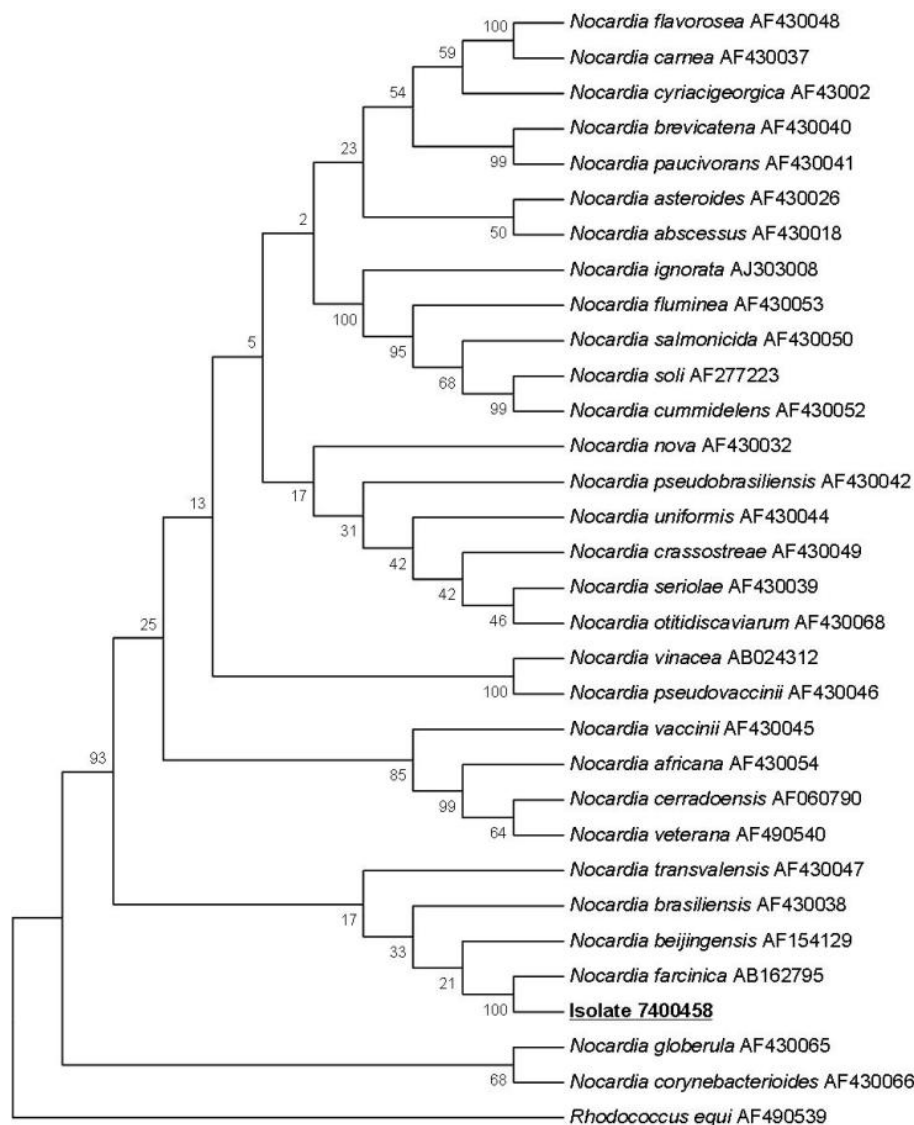 100 Nocardia flavorosea AF430048
59 Nocardia carnea AF430037
54 Nocardia cyriacigeorgica AF43002
23 Nocardia brevicatena AF430040
99 Nocardia paucivorans AF430041
2 Nocardia asteroides AF430026
50 Nocardia abscessus AF430018
Nocardia ignorata AJ303008
100 Nocardia fluminea AF430053
5 95 Nocardia salmonicida AF430050
68 Nocardia soli AF277223
99 Nocardia cummidelens AF430052
Nocardia nova AF430032
17 Nocardia pseudobrasiliensis AF430042
13 31 Nocardia uniformis AF430044
42 Nocardia crassostreae AF430049
42 Nocardia seriolae AF430039
25 46 Nocardia otitidiscaviarum AF430068
Nocardia vinacea AB024312
100 Nocardia pseudovaccinii AF430046
Nocardia vaccinii AF430045
93 85 Nocardia africana AF430054
99 Nocardia cerradoensis AF060790
64 Nocardia veterana AF490540
Nocardia transvalensis AF430047
17 Nocardia brasiliensis AF430038
33 Nocardia beijingensis AF154129
21 Nocardia farcinica AB162795
100 Isolate 7400458
Nocardia globerula AF430065
68 Nocardia corynebacterioides AF430066
Rhodococcus equi AF490539